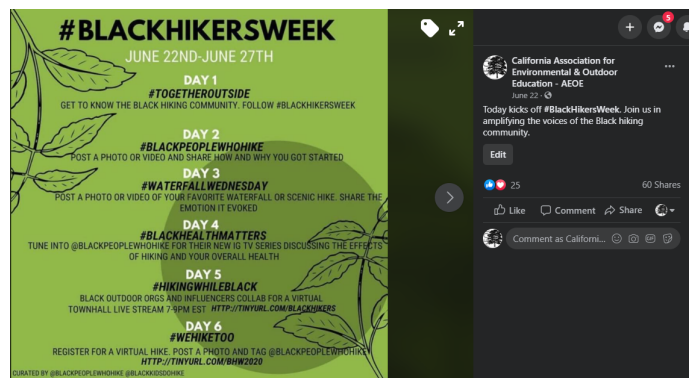 #BLACKHIKERSWEEK
JUNE 22ND-JUNE 27TH
DAY 1
#TOGETHEROUTSIDE
GET TO KNOW THE BLACK HIKING COMMUNITY. FOLLOW #BLACKHIKERSWEEK
DAY 2
#BLACKPEOPLEWHOHIKE
POST A PHOTO OR VIDEO AND SHARE HOW AND WHY YOU GOT STARTED
DAY 3
#WATERFALLWEDNESDAY
POST A PHOTO OR VIDEO OF YOUR FAVORITE WATERFALL OR SCENIC HIKE. SHARE THE
EMOTION IT EVOKED
DAY 4
#BLACKHEALTHMATTERS
TUNE INTO @BLACKPEOPLEWHOHIKE FOR THEIR NEW IG TV SERIES DISCUSSING THE EFFECTS
OF HIKING AND YOUR OVERALL HEALTH
DAY 5
#HIKINGWHILEBLACK
BLACK OUTDOOR ORGS AND INFLUENCERS COLLAB FOR A VIRTUAL
TOWNHALL LIVE STREAM 7-9PM EST HTTP://TINYURL.COM/BLACKHIKERS
DAY 6
#WEHIKETOO
REGISTER FOR A VIRTUAL HIKE. POST A PHOTO AND TAG @BLACKPEOPLEWHOHIKE
HTTP://TINYURL.COM/BHW2020
CURATED BY @BLACKPEOPLEWHOHIKE @BLACKKIDSDOHIKE
5
California Association for
Environmental & Outdoor
Education - AEOE
June 22 ·
Today kicks off #BlackHikersWeek. Join us in
amplifying the voices of the Black hiking
community.
Edit
25
60 Shares
Like Comment Share
Comment as Californi...
GIF